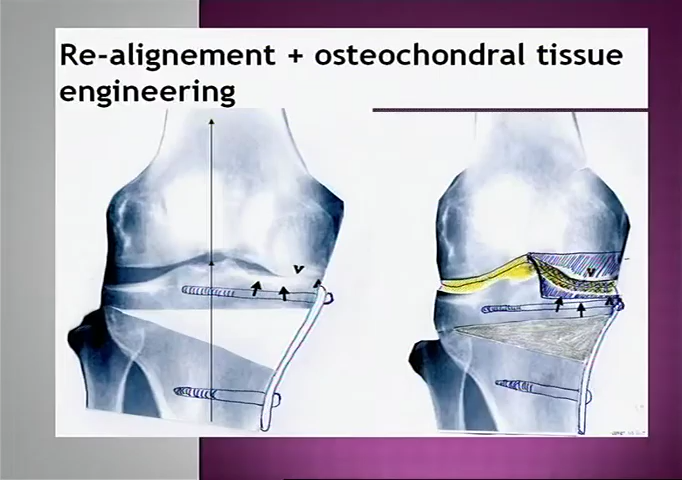 Re-alignement + osteochondral tissue
engineering
v
v